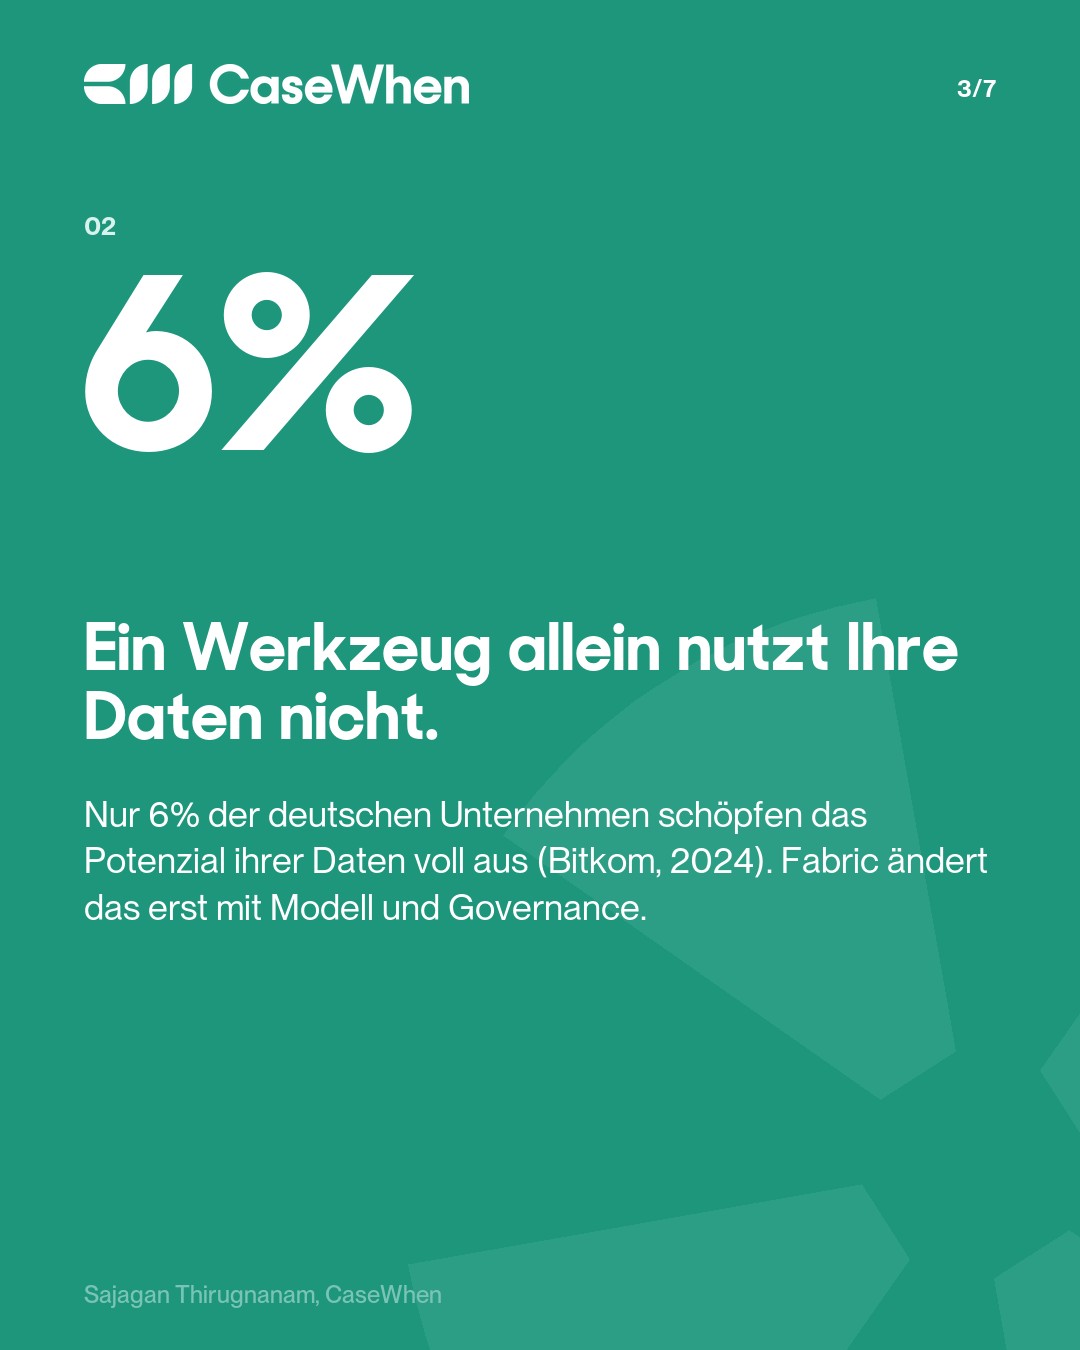 CaseWhen
3/7
02
6%
Ein Werkzeug allein nutzt Ihre
Daten nicht.
Nur 6% der deutschen Unternehmen schöpfen das
Potenzial ihrer Daten voll aus (Bitkom, 2024). Fabric ändert
das erst mit Modell und Governance.
Sajagan Thirugnanam, CaseWhen